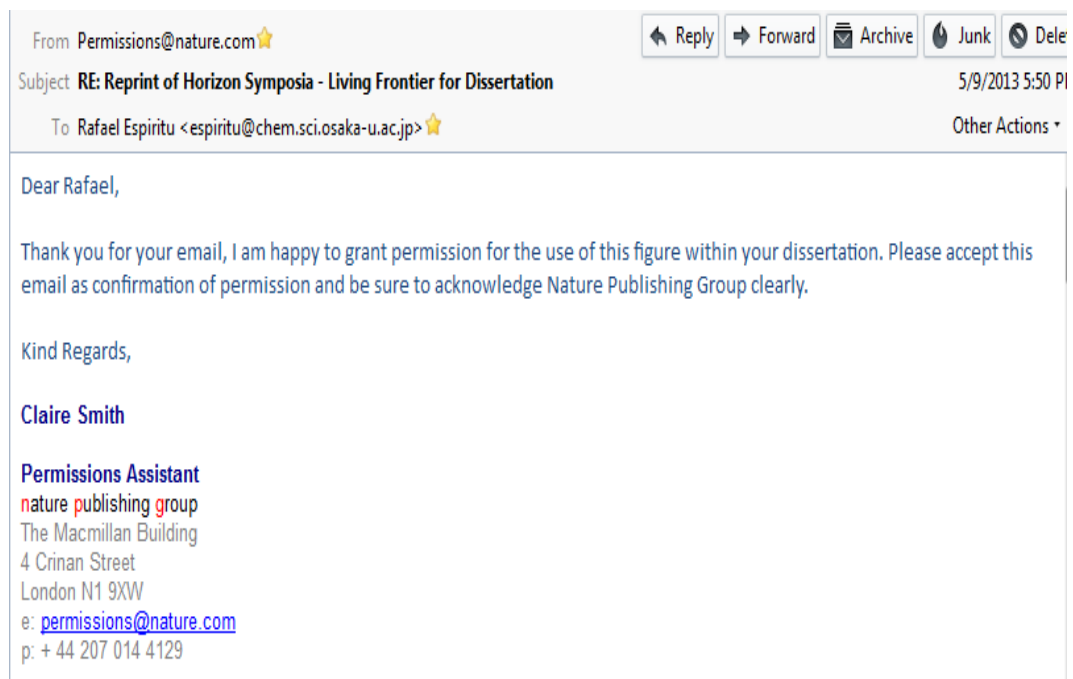 From Permissions@nature.com
Reply Forward Archive Junk Dele
Subject RE: Reprint of Horizon Symposia - Living Frontier for Dissertation 5/9/2013 5:50 P
To Rafael Espiritu <espiritu@chem.sci.osaka-u.ac.jp> Other Actions
Dear Rafael,
Thank you for your email, I am happy to grant permission for the use of this figure within your dissertation. Please accept this
email as confirmation of permission and be sure to acknowledge Nature Publishing Group clearly.
Kind Regards,
Claire Smith
Permissions Assistant
nature publishing group
The Macmillan Building
4 Crinan Street
London N1 9XW
e: permissions@nature.com
p: + 44 207 014 4129